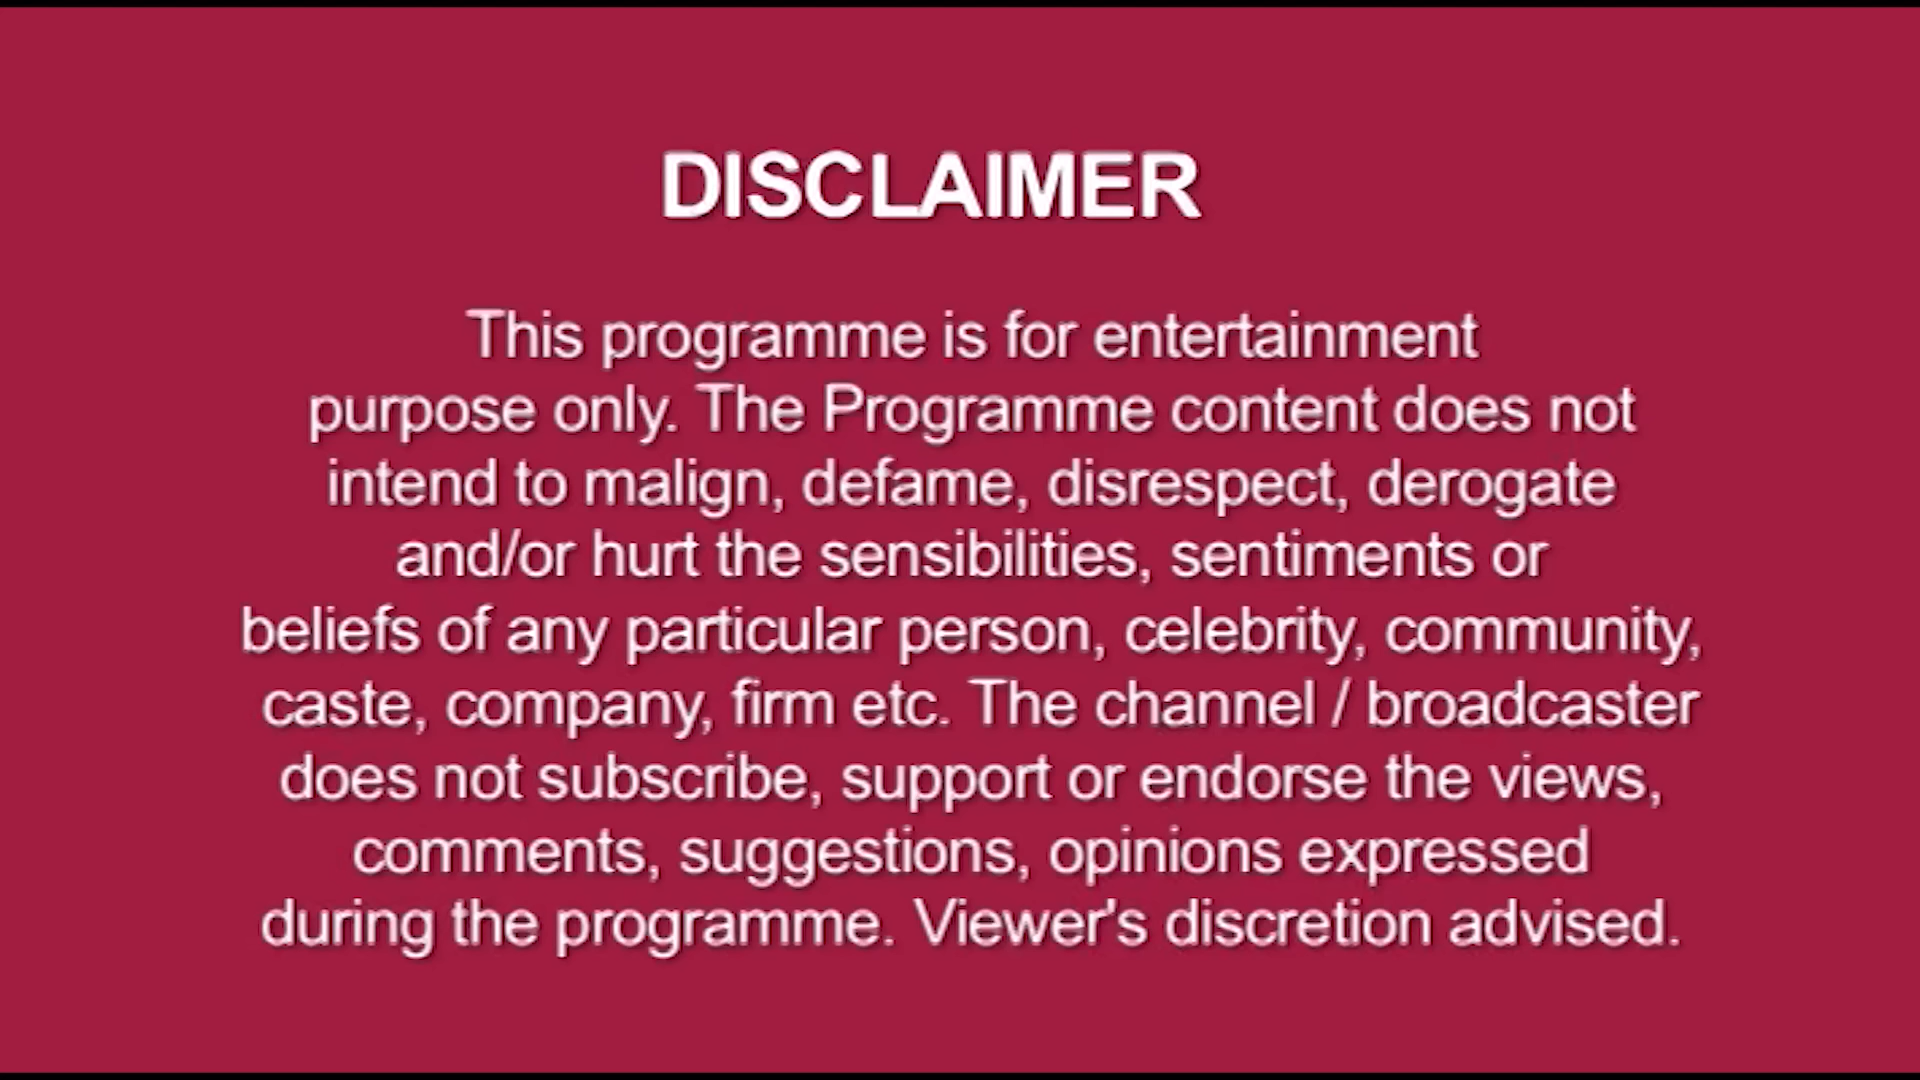 DISCLAIMER
This programme is for entertainment
purpose only. The Programme content does not
intend to malign, defame, disrespect, derogate
and/or hurt the sensibilities, sentiments or
beliefs of any particular person, celebrity, community,
caste, company, firm etc. The channel / broadcaster
does not subscribe, support or endorse the views,
comments, suggestions, opinions expressed
during the programme. Viewer's discretion advised.